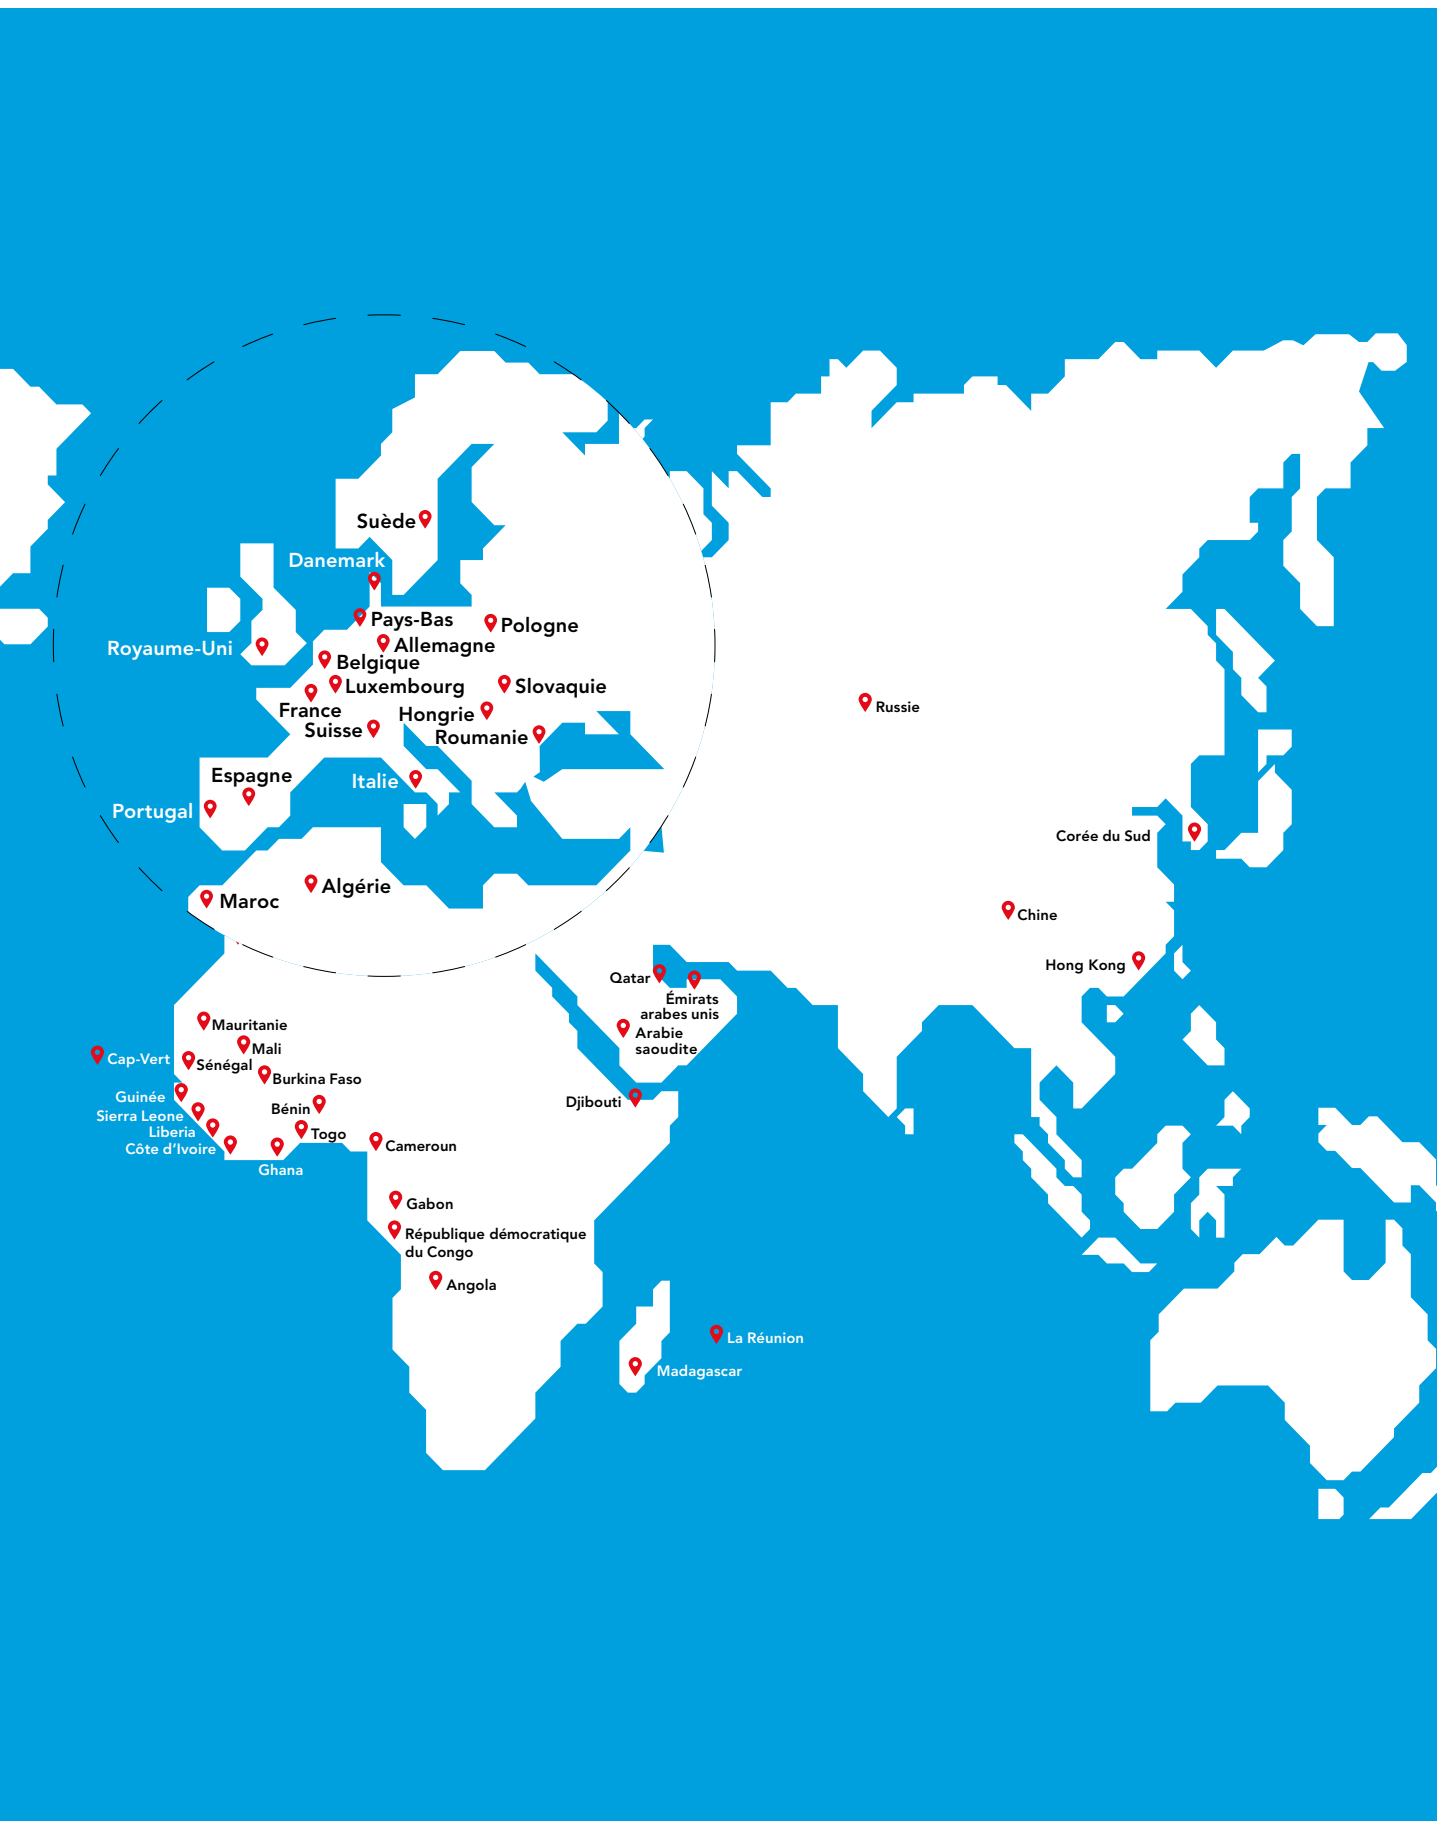 Suède
Danemark
Pays-Bas
Pologne
Allemagne
Royaume-Uni
Belgique
Luxembourg
Slovaquie
France
Hongrie
Suisse
Roumanie
Espagne
Italie
Portugal
Algérie
Maroc
Russie
Corée du Sud
Chine
Hong Kong
Qatar
Émirats
arabes unis
Arabie
saoudite
Mauritanie
Mali
Cap-Vert
Sénégal
Burkina Faso
Guinée
Djibouti
Bénin
Sierra Leone
Liberia
Togo
Côte d’Ivoire
Cameroun
Ghana
Gabon
République démocratique
du Congo
Angola
La Réunion
Madagascar